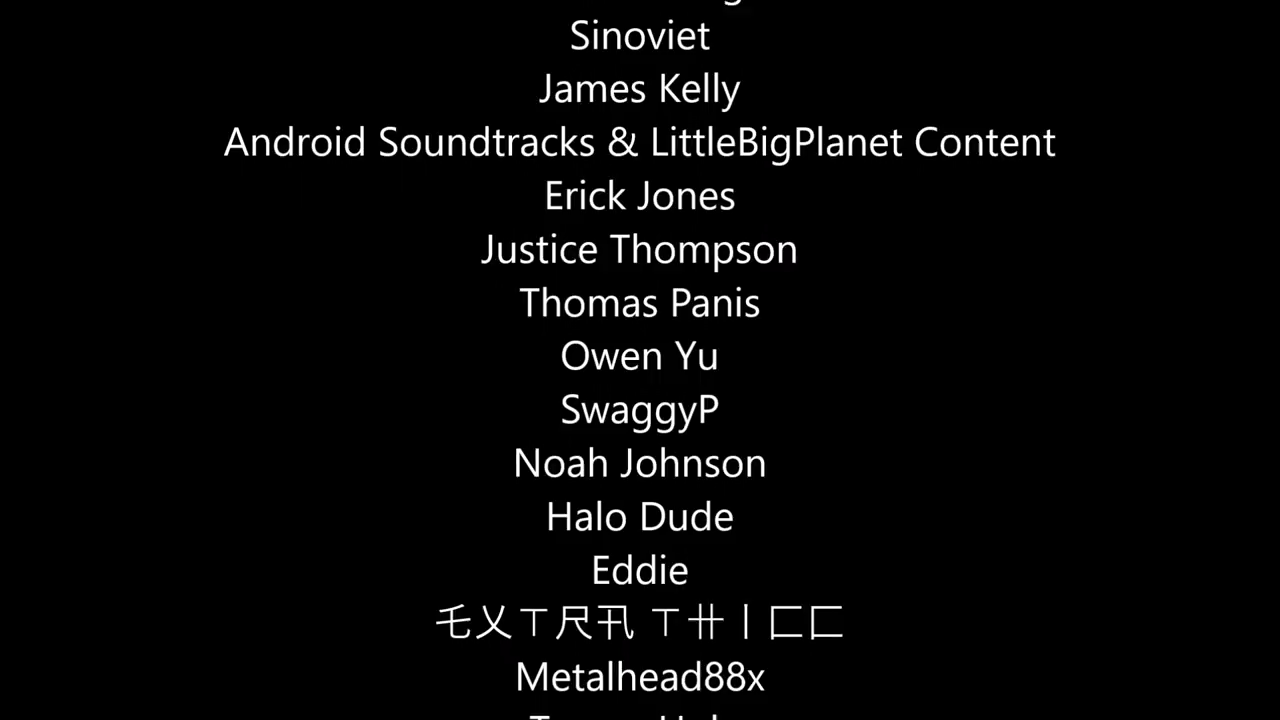 Sinoviet
James Kelly
Android Soundtracks & LittleBigPlanet Content
Erick Jones
Justice Thompson
Thomas Panis
Owen Yu
SwaggyP
Noah Johnson
Halo Dude
Eddie
乇乂ㄒ尺卂 ㄒ卄丨匚匚
Metalhead88x